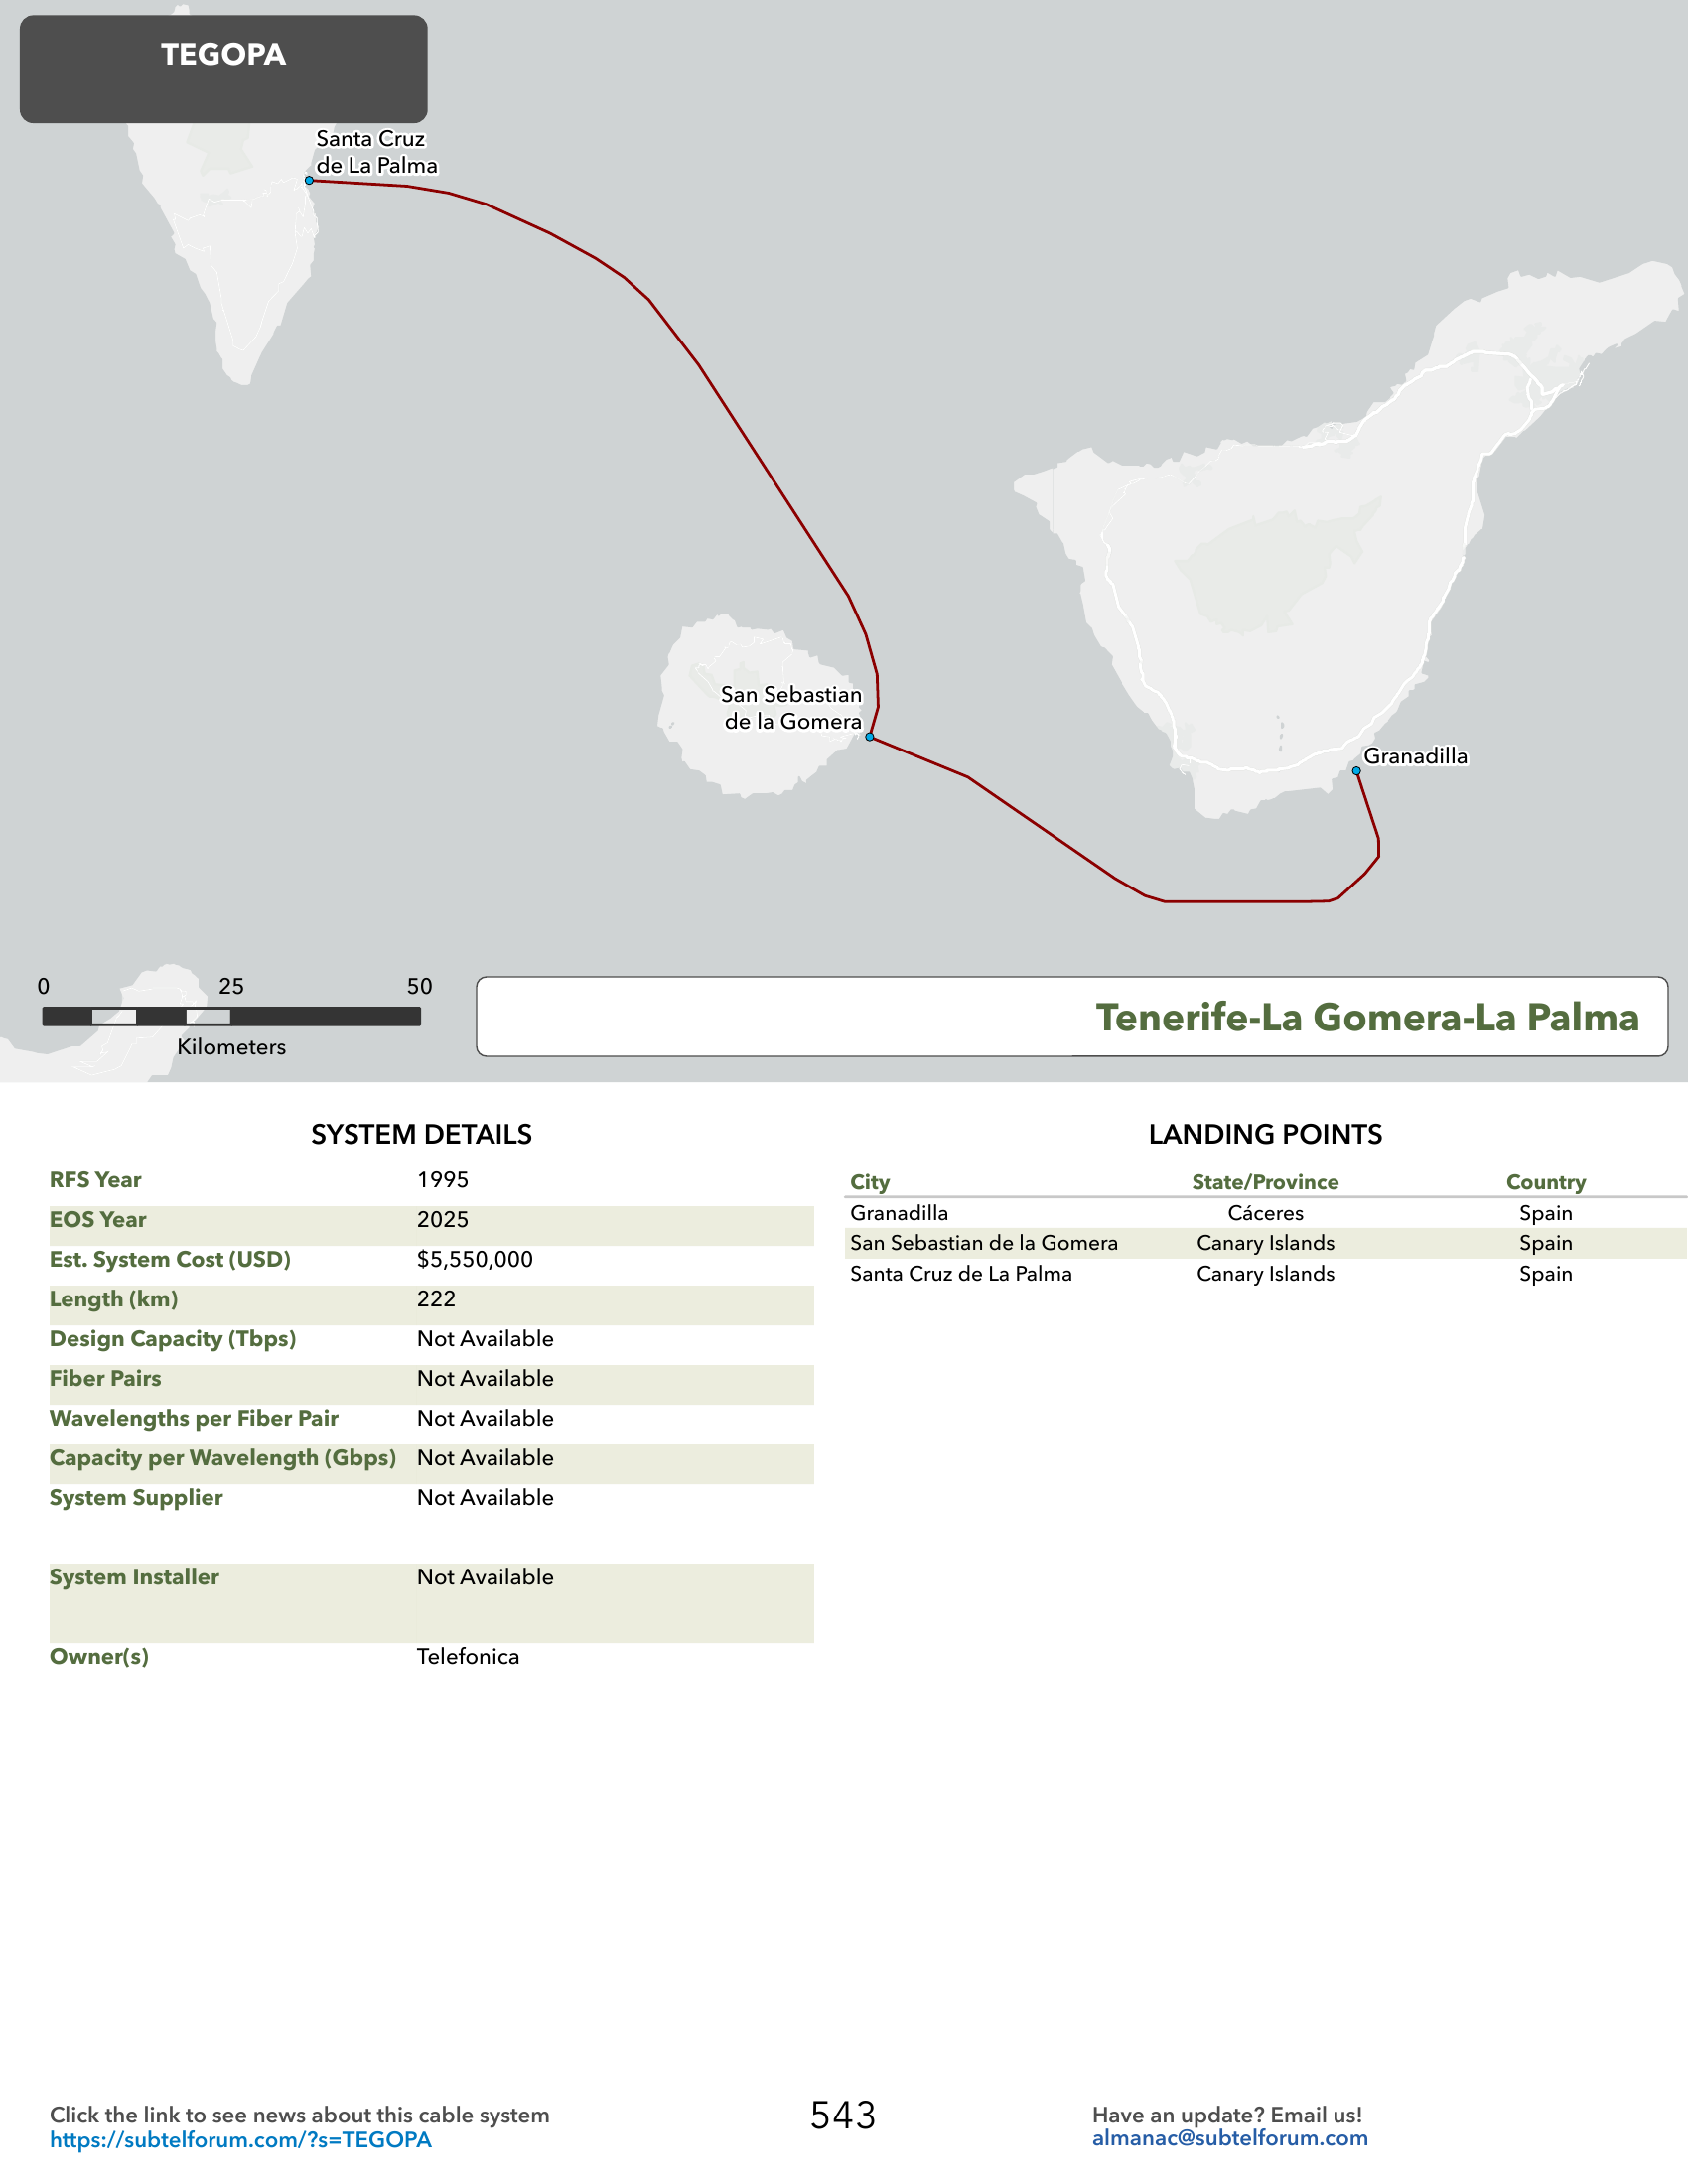 TEGOPA
Santa Cruz
de La Palma
San Sebastian
de la Gomera
Granadilla
0 25 50
Kilometers
Tenerife-La Gomera-La Palma
SYSTEM DETAILS
RFS Year 1995
EOS Year 2025
Est. System Cost (USD) $5,550,000
Length (km) 222
Design Capacity (Tbps) Not Available
Fiber Pairs Not Available
Wavelengths per Fiber Pair Not Available
Capacity per Wavelength (Gbps) Not Available
System Supplier Not Available
System Installer Not Available
Owner(s) Telefonica
LANDING POINTS
City State/Province Country
Granadilla Cáceres Spain
San Sebastian de la Gomera Canary Islands Spain
Santa Cruz de La Palma Canary Islands Spain
Click the link to see news about this cable system
https://subtelforum.com/?s=TEGOPA
543
Have an update? Email us!
almanac@subtelforum.com